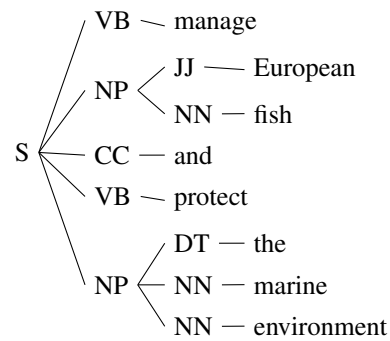 VB manage
JJ European
NP
NN fish
S CC and
VB protect
DT the
NP NN marine
NN environment